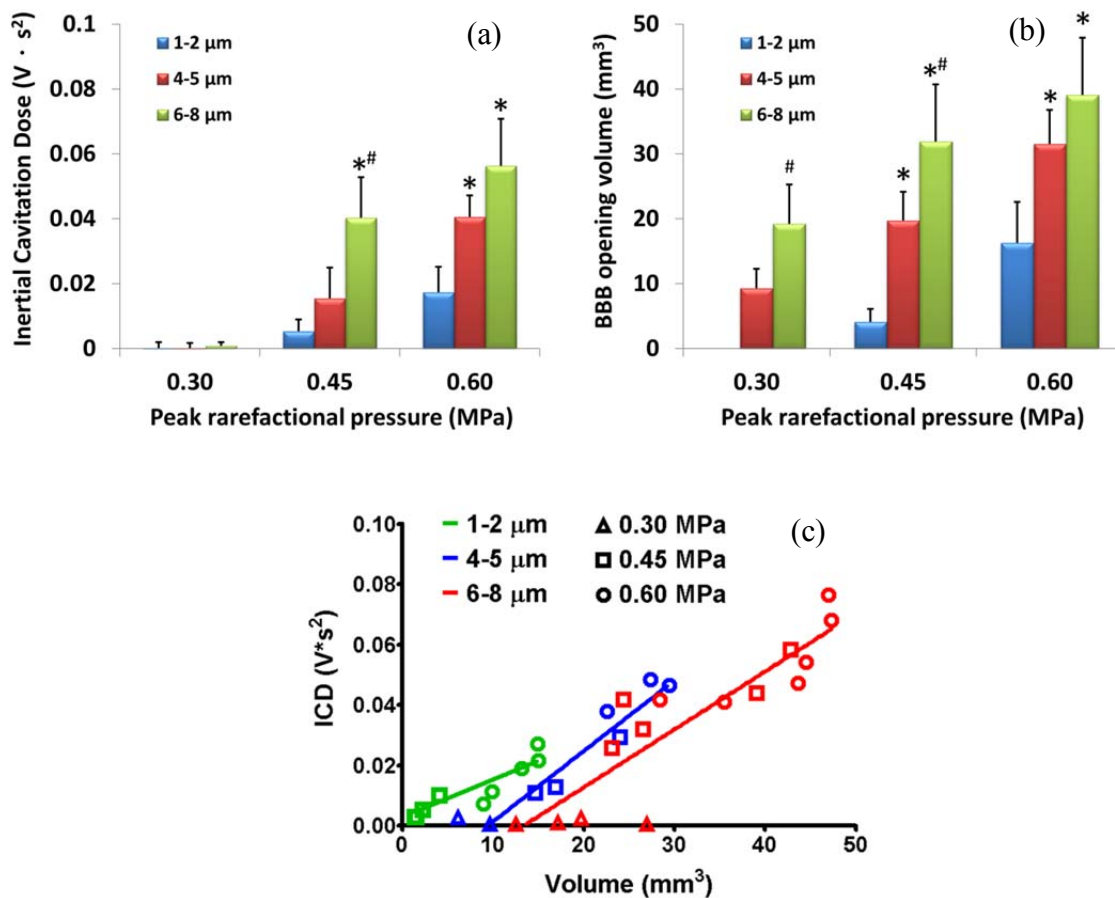 Inertial Cavitation Dose (V · s²)
0.1
0.08
0.06
0.04
0.02
0
1-2 µm
4-5 µm
6-8 µm
(a)
*#
*
*
0.30
0.45
0.60
Peak rarefactional pressure (MPa)
BBB opening volume (mm³)
50
40
30
20
10
0
1-2 µm
4-5 µm
6-8 µm
(b)
#
*
*#
*
*
0.30
0.45
0.60
Peak rarefactional pressure (MPa)
ICD (V*s²)
0.10
0.08
0.06
0.04
0.02
0.00
1-2 µm
4-5 µm
6-8 µm
0.30 MPa
0.45 MPa
0.60 MPa
(c)
0
10
20
30
40
50
Volume (mm³)